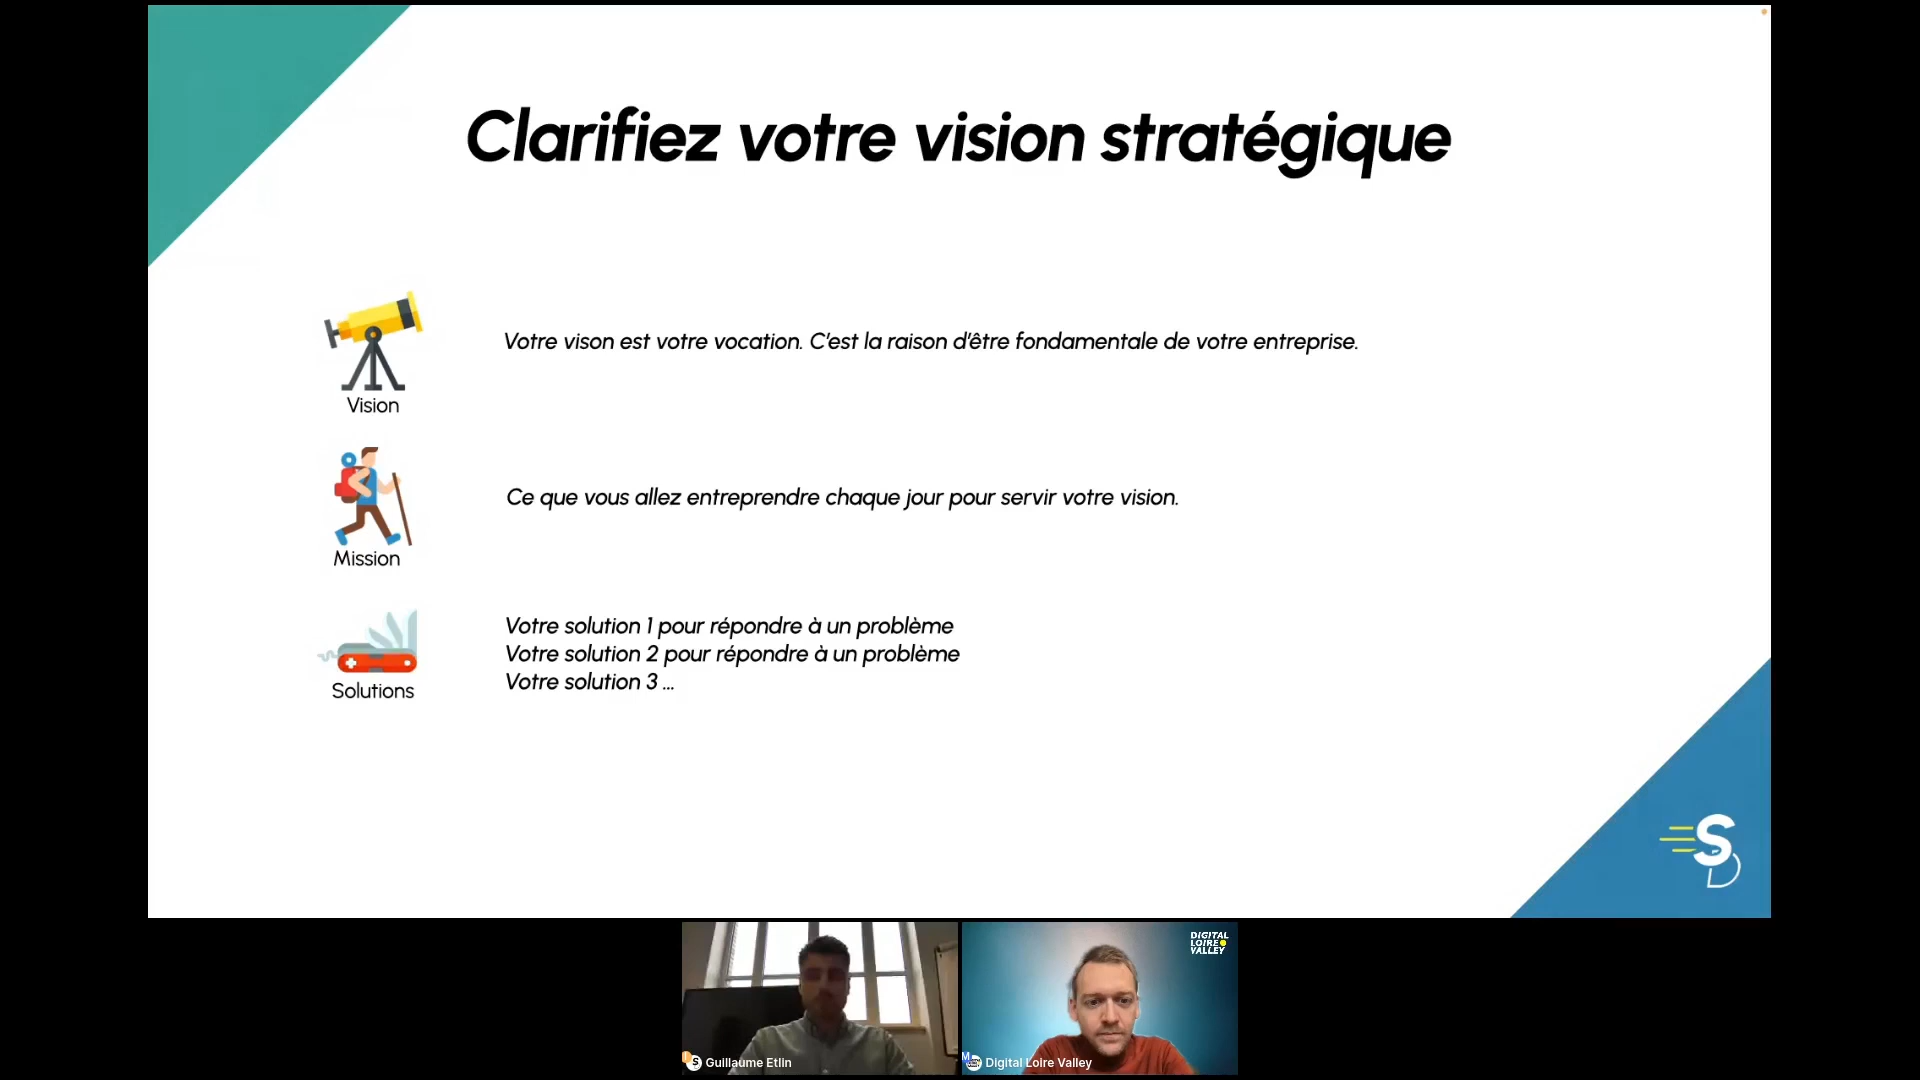 Clarifiez votre vision stratégique
Votre vison est votre vocation. C'est la raison d'être fondamentale de votre entreprise.
Vision
Ce que vous allez entreprendre chaque jour pour servir votre vision.
Mission
Votre solution 1 pour répondre à un problème
Votre solution 2 pour répondre à un problème
Votre solution 3 ...
Solutions
S
D
DIGITAL
LOIRE
VALLEY
Guillaume Etlin
Digital Loire Valley